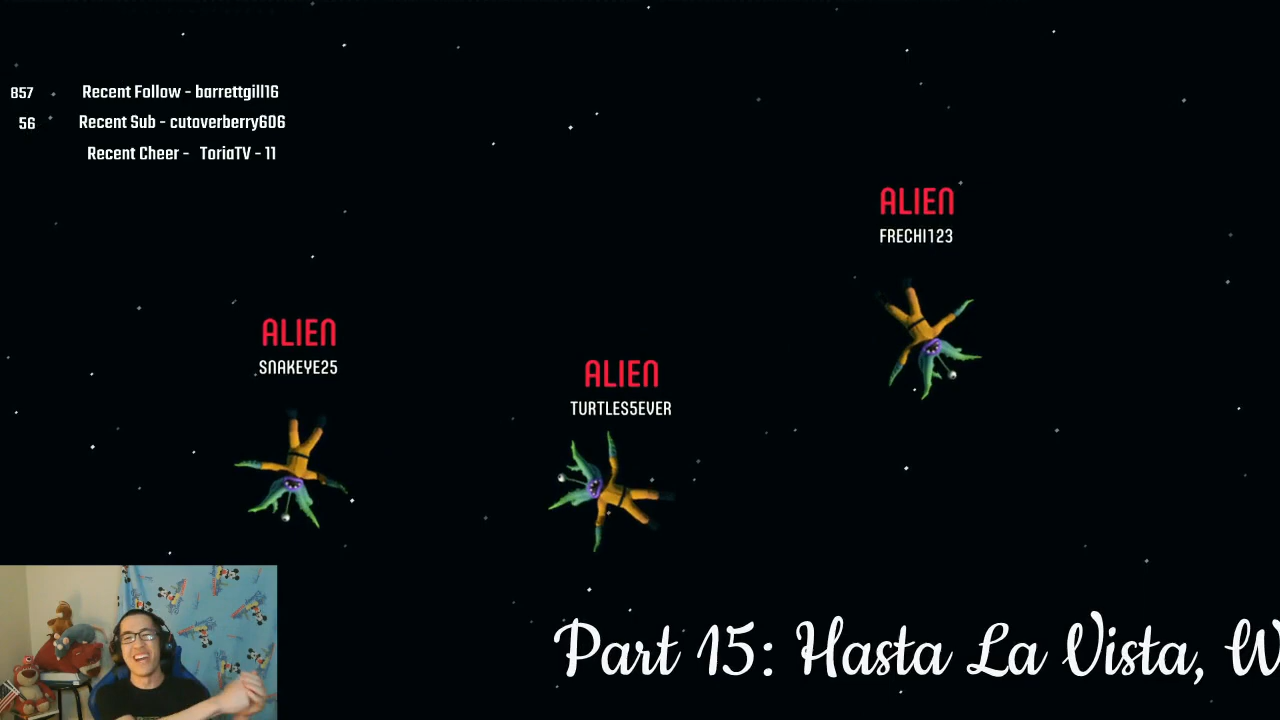 857 Recent Follow - barrettgill16
56 Recent Sub - cutoverberry606
Recent Cheer - ToriaTV - 11
ALIEN
FRECHI123
ALIEN
SNAKEYE25
ALIEN
TURTLES5EVER
Part 15: Hasta La Vista, W